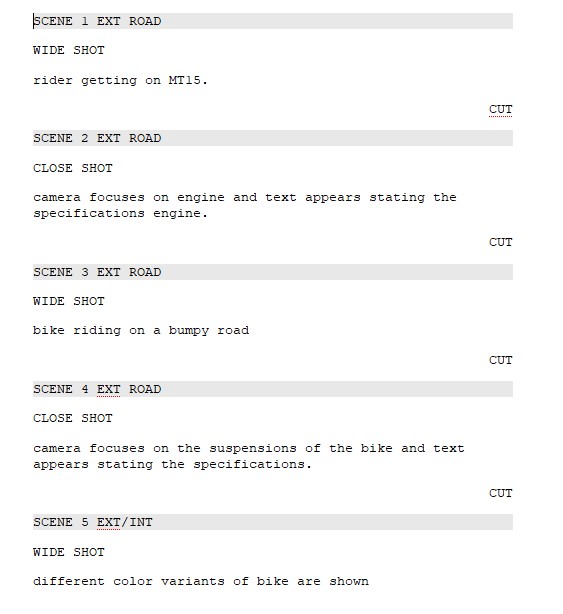 SCENE 1 EXT ROAD
WIDE SHOT
rider getting on MT15.
CUT
SCENE 2 EXT ROAD
CLOSE SHOT
camera focuses on engine and text appears stating the
specifications engine.
CUT
SCENE 3 EXT ROAD
WIDE SHOT
bike riding on a bumpy road
CUT
SCENE 4 EXT ROAD
CLOSE SHOT
camera focuses on the suspensions of the bike and text
appears stating the specifications.
CUT
SCENE 5 EXT/INT
WIDE SHOT
different color variants of bike are shown